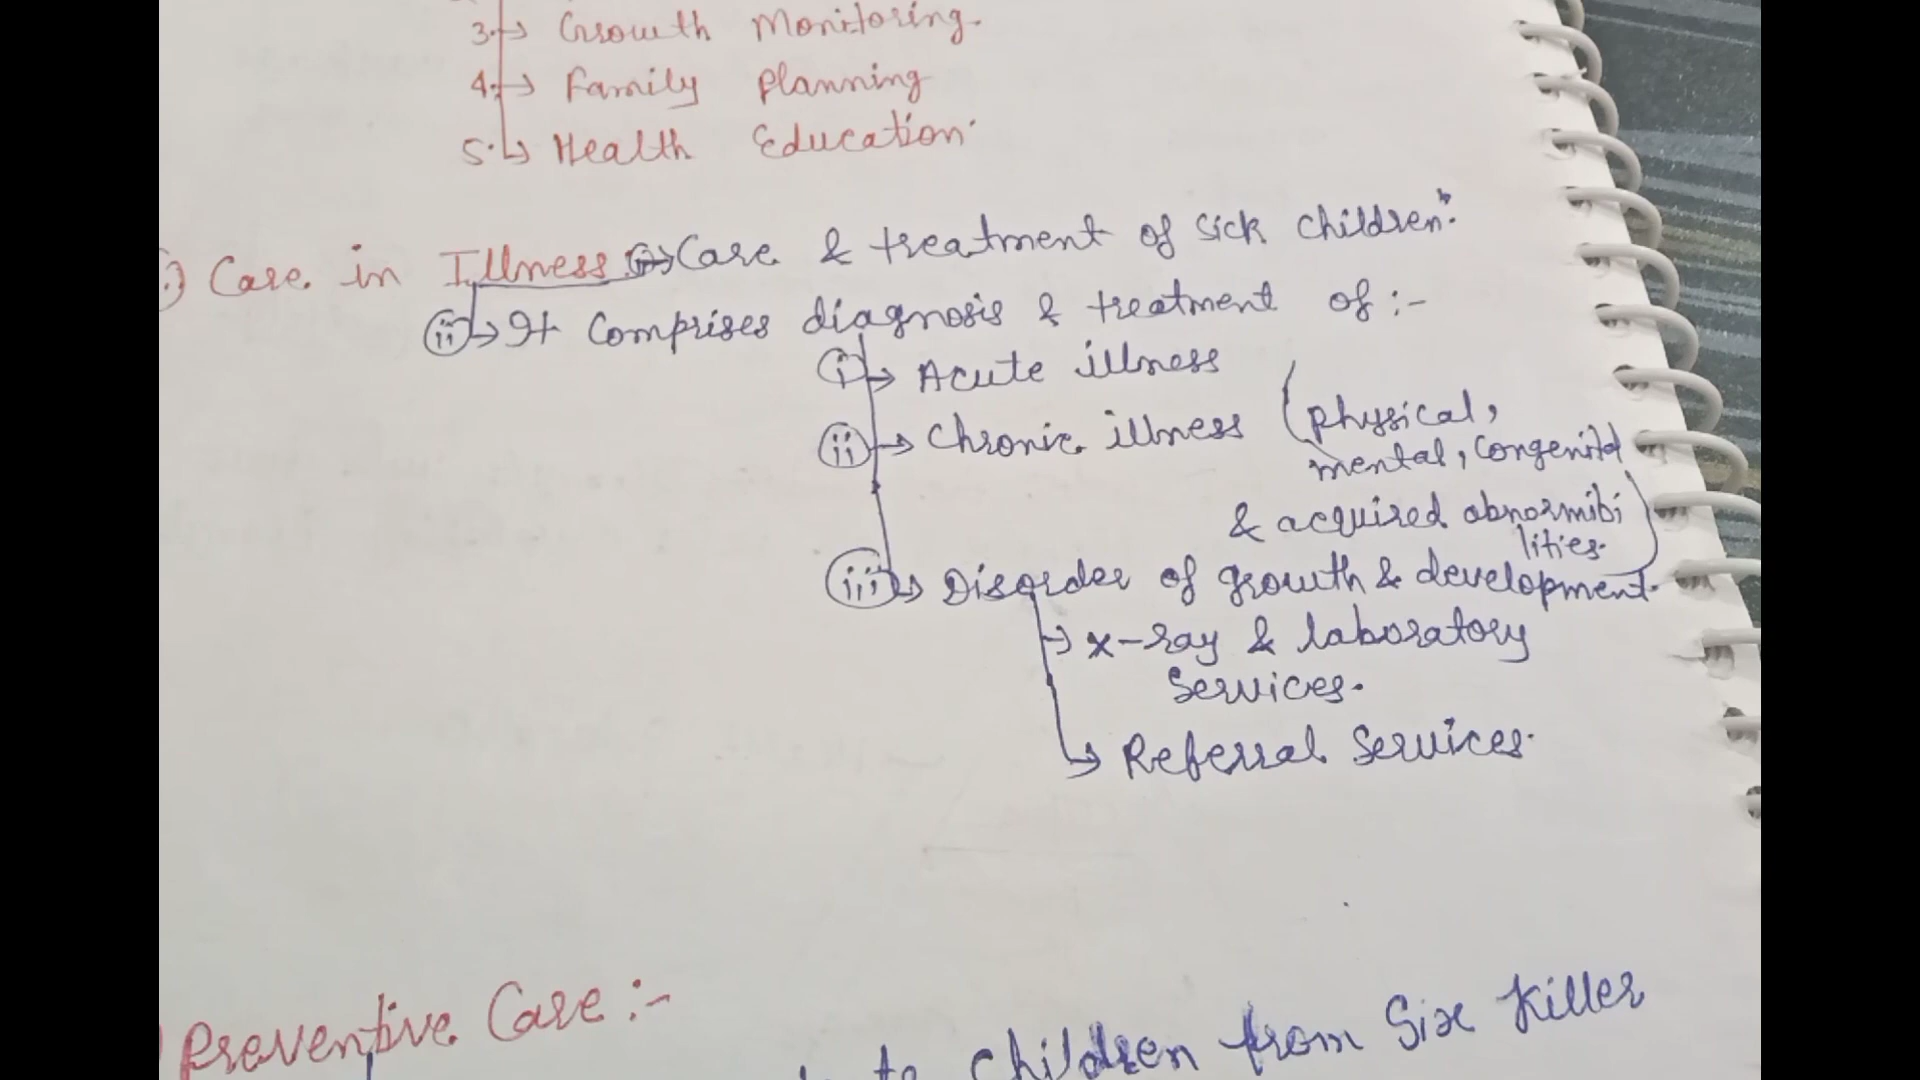 3. → Growth Monitoring.
4. → Family Planning
5. ↳ Health Education.
) Care in Illness (i)→ Care & treatment of sick children.
(ii) ↳ It Comprises diagnosis & treatment of :-
(i) → Acute illness
(ii) → Chronic illness (physical,
mental, Congenital
& acquired abnormibi
lities.)
(iii) ↳ Disorder of growth & development.
→ x-ray & laboratory
Services.
↳ Referral Services.
Preventive Care :-
to children from Six Killer